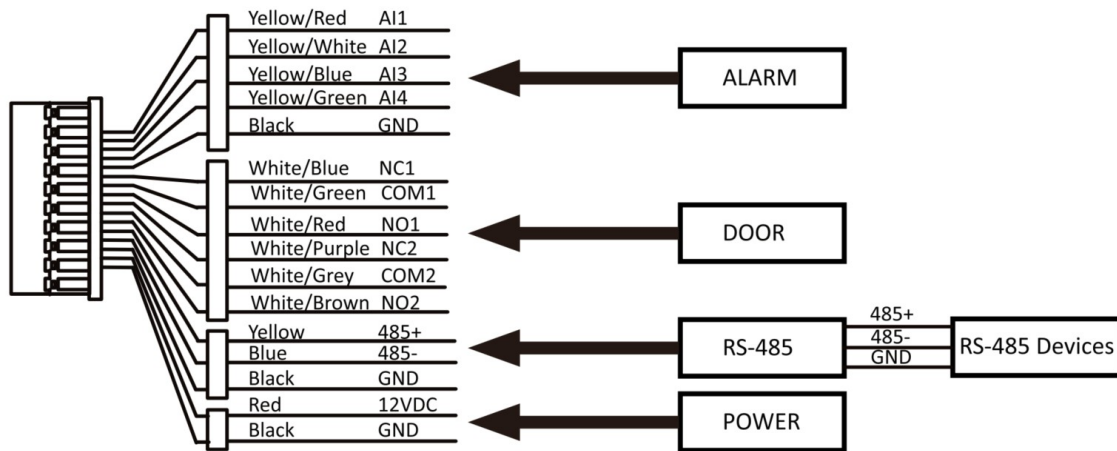 Yellow/Red AI1
Yellow/White AI2
Yellow/Blue AI3
Yellow/Green AI4
Black GND
ALARM
White/Blue NC1
White/Green COM1
White/Red NO1
White/Purple NC2
White/Grey COM2
White/Brown NO2
DOOR
Yellow 485+
Blue 485-
Black GND
RS-485
485+
485-
GND
RS-485 Devices
Red 12VDC
Black GND
POWER